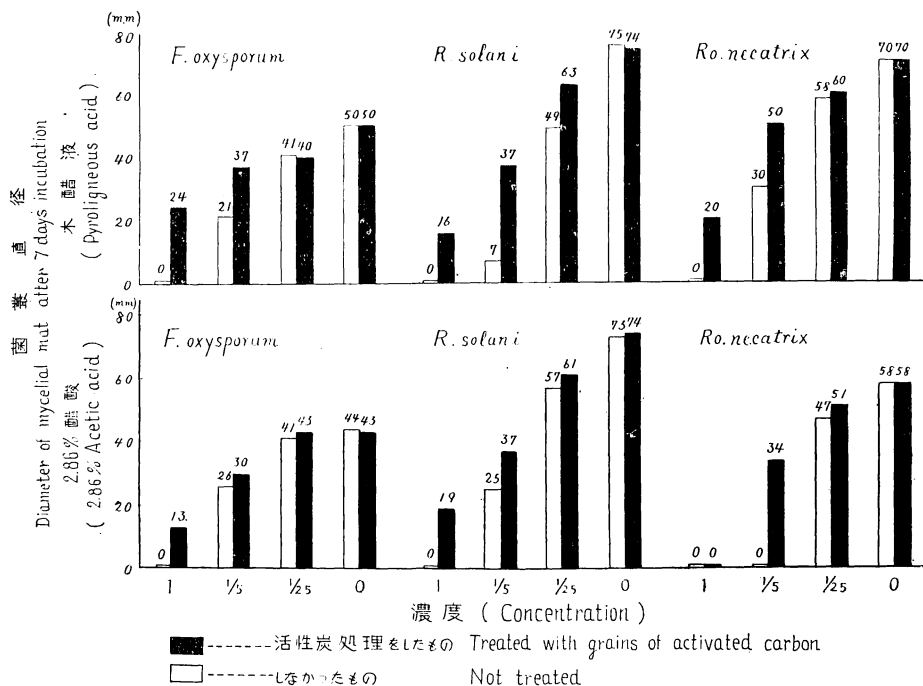 (mm)
80
60
40
20
0
F. oxysporum
R. solani
Ro. necatrix
0 24 21 37 41 40 50 50
0 16 7 37 49 63 75 74
0 20 30 50 58 60 70 70
菌叢直径
Diameter of mycelial mat after 7 days incubation
木醋液
(Pyroligneous acid)
(mm)
80
60
40
20
0
F. oxysporum
R. solani
Ro. necatrix
0 13 26 30 41 43 44 43
0 19 25 37 57 61 73 74
0 0 0 34 47 51 58 58
2.86% 醋酸
(2.86% Acetic acid)
1 1/5 1/25 0 1 1/5 1/25 0 1 1/5 1/25 0
濃度 (Concentration)
活性炭処理をしたもの Treated with grains of activated carbon
しなかったもの Not treated